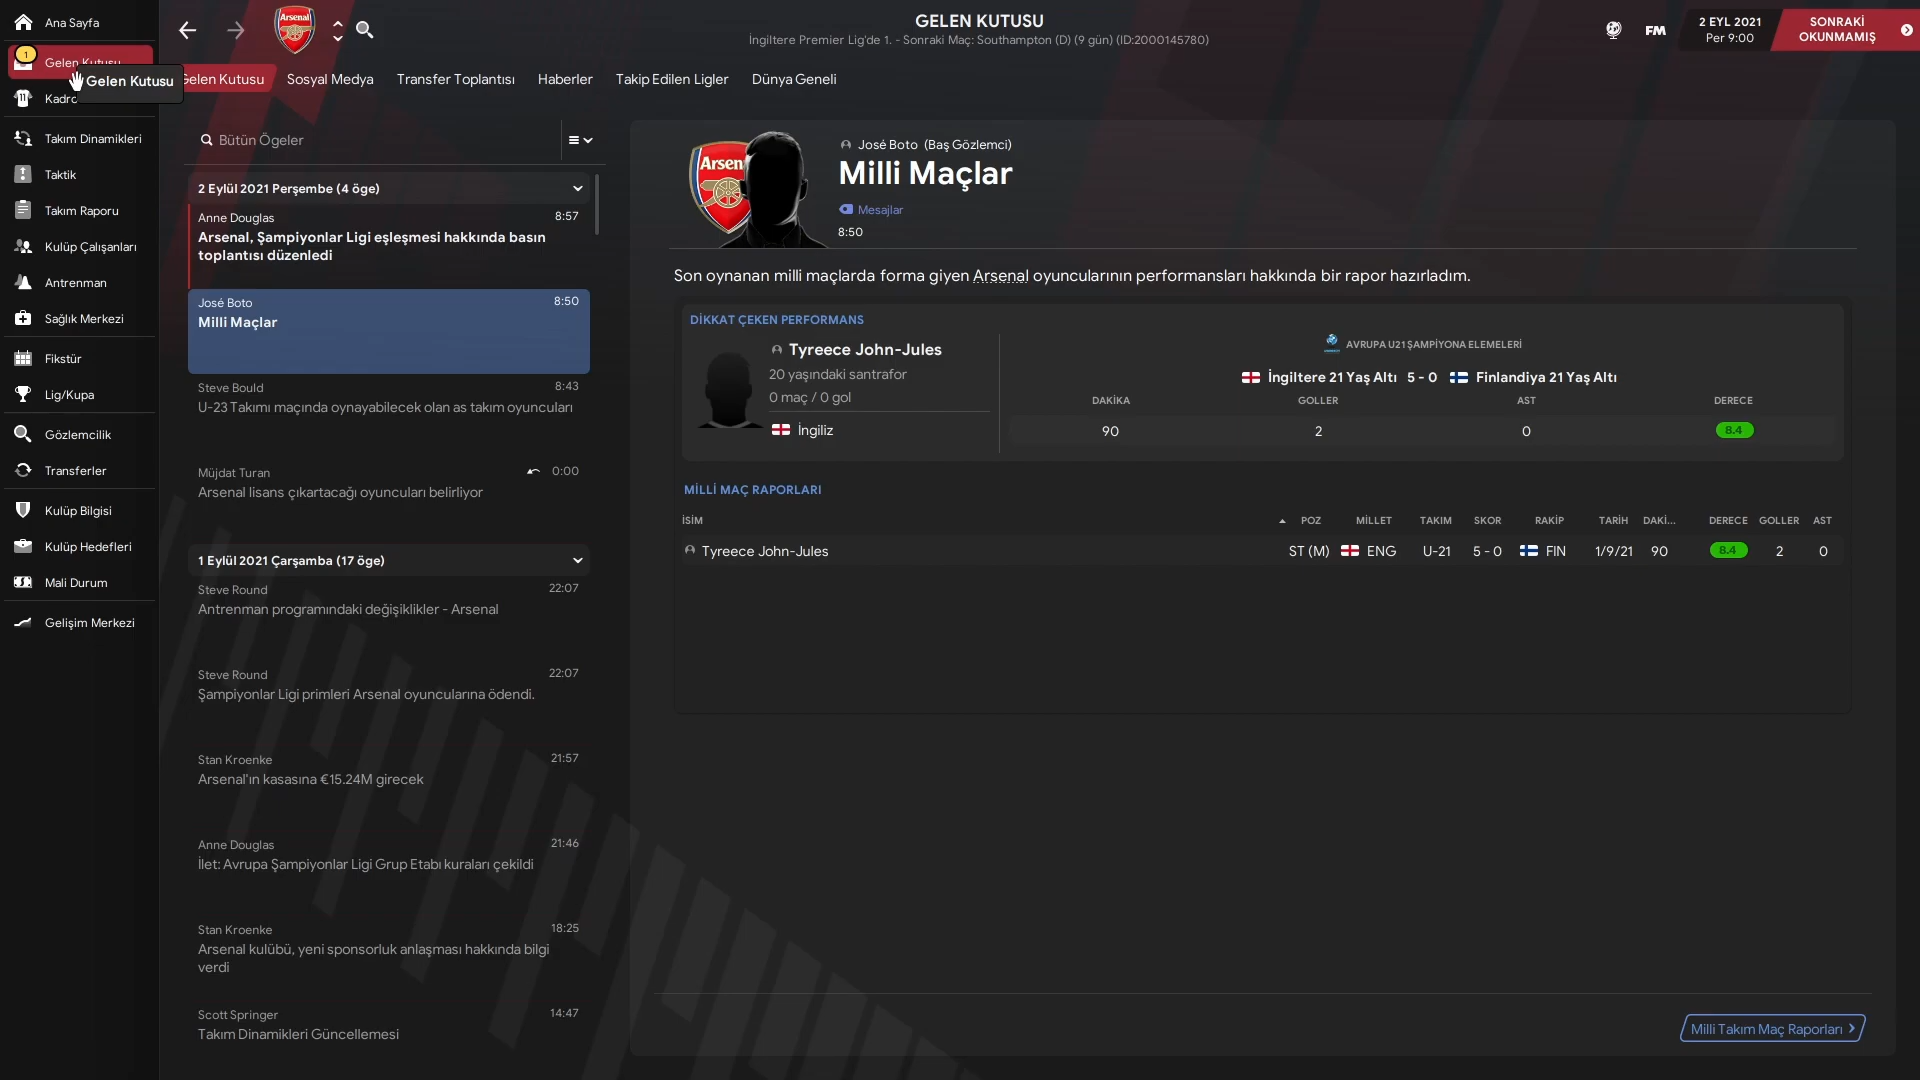 Ana Sayfa
1
Gelen Kutusu
Gelen Kutusu
Kadro
Takım Dinamikleri
Taktik
Takım Raporu
Kulüp Çalışanları
Antrenman
Sağlık Merkezi
Fikstür
Lig/Kupa
Gözlemcilik
Transferler
Kulüp Bilgisi
Kulüp Hedefleri
Mali Durum
Gelişim Merkezi
Arsenal
GELEN KUTUSU
İngiltere Premier Lig'de 1. - Sonraki Maç: Southampton (D) (9 gün) (ID:2000145780)
FM
2 EYL 2021
Per 9:00
SONRAKİ
OKUNMAMIŞ
Gelen Kutusu Sosyal Medya Transfer Toplantısı Haberler Takip Edilen Ligler Dünya Geneli
Bütün Ögeler
2 Eylül 2021 Perşembe (4 öge)
Anne Douglas 8:57
Arsenal, Şampiyonlar Ligi eşleşmesi hakkında basın
toplantısı düzenledi
José Boto 8:50
Milli Maçlar
Steve Bould 8:43
U-23 Takımı maçında oynayabilecek olan as takım oyuncuları
Müjdat Turan 0:00
Arsenal lisans çıkartacağı oyuncuları belirliyor
1 Eylül 2021 Çarşamba (17 öge)
Steve Round 22:07
Antrenman programındaki değişiklikler - Arsenal
Steve Round 22:07
Şampiyonlar Ligi primleri Arsenal oyuncularına ödendi.
Stan Kroenke 21:57
Arsenal'ın kasasına €15.24M girecek
Anne Douglas 21:46
İlet: Avrupa Şampiyonlar Ligi Grup Etabı kuraları çekildi
Stan Kroenke 18:25
Arsenal kulübü, yeni sponsorluk anlaşması hakkında bilgi
verdi
Scott Springer 14:47
Takım Dinamikleri Güncellemesi
José Boto (Baş Gözlemci)
Milli Maçlar
Mesajlar
8:50
Son oynanan milli maçlarda forma giyen Arsenal oyuncularının performansları hakkında bir rapor hazırladım.
DİKKAT ÇEKEN PERFORMANS
Tyreece John-Jules
20 yaşındaki santrafor
0 maç / 0 gol
İngiliz
AVRUPA U21 ŞAMPİYONA ELEMELERİ
İngiltere 21 Yaş Altı 5 - 0 Finlandiya 21 Yaş Altı
DAKİKA GOLLER AST DERECE
90 2 0 8.4
MİLLİ MAÇ RAPORLARI
İSİM POZ MİLLET TAKIM SKOR RAKİP TARİH DAKİ... DERECE GOLLER AST
Tyreece John-Jules ST (M) ENG U-21 5 - 0 FIN 1/9/21 90 8.4 2 0
Milli Takım Maç Raporları